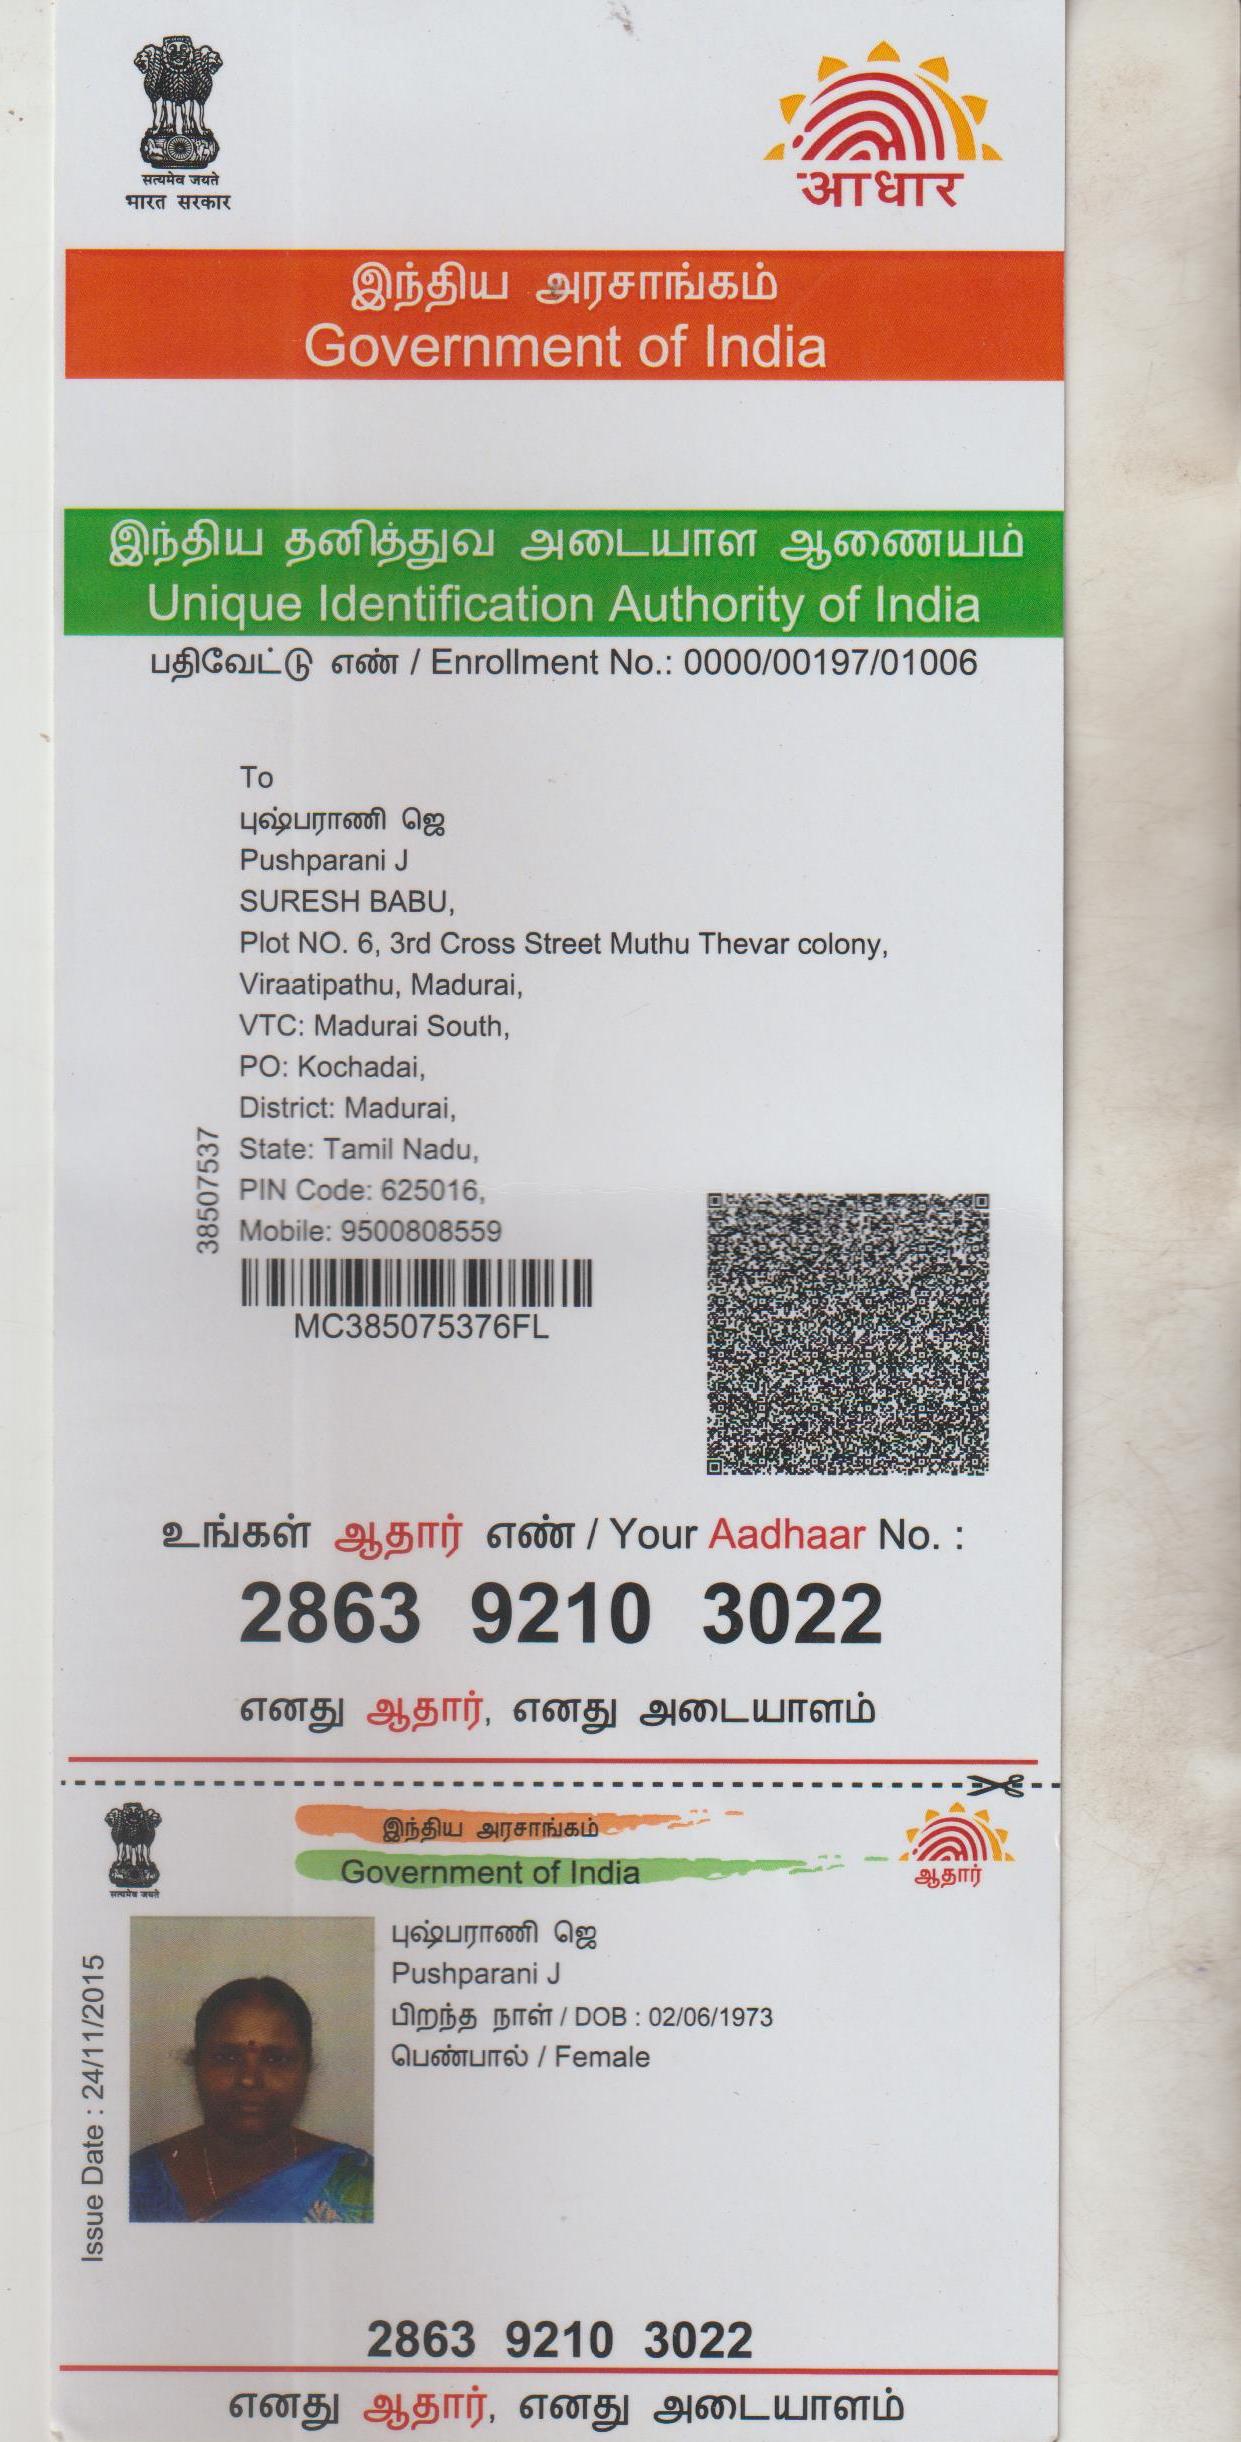 सत्यमेव जयते
भारत सरकार
आधार
இந்திய அரசாங்கம்
Government of India
இந்திய தனித்துவ அடையாள ஆணையம்
Unique Identification Authority of India
பதிவேட்டு எண் / Enrollment No.: 0000/00197/01006
To
புஷ்பராணி ஜெ
Pushparani J
SURESH BABU,
Plot NO. 6, 3rd Cross Street Muthu Thevar colony,
Viraatipathu, Madurai,
VTC: Madurai South,
PO: Kochadai,
District: Madurai,
State: Tamil Nadu,
PIN Code: 625016,
Mobile: 9500808559
38507537
MC385075376FL
உங்கள் ஆதார் எண் / Your Aadhaar No. :
2863 9210 3022
எனது ஆதார், எனது அடையாளம்
सत्यमेव जयते
இந்திய அரசாங்கம்
Government of India
ஆதார்
Issue Date : 24/11/2015
புஷ்பராணி ஜெ
Pushparani J
பிறந்த நாள் / DOB : 02/06/1973
பெண்பால் / Female
2863 9210 3022
எனது ஆதார், எனது அடையாளம்